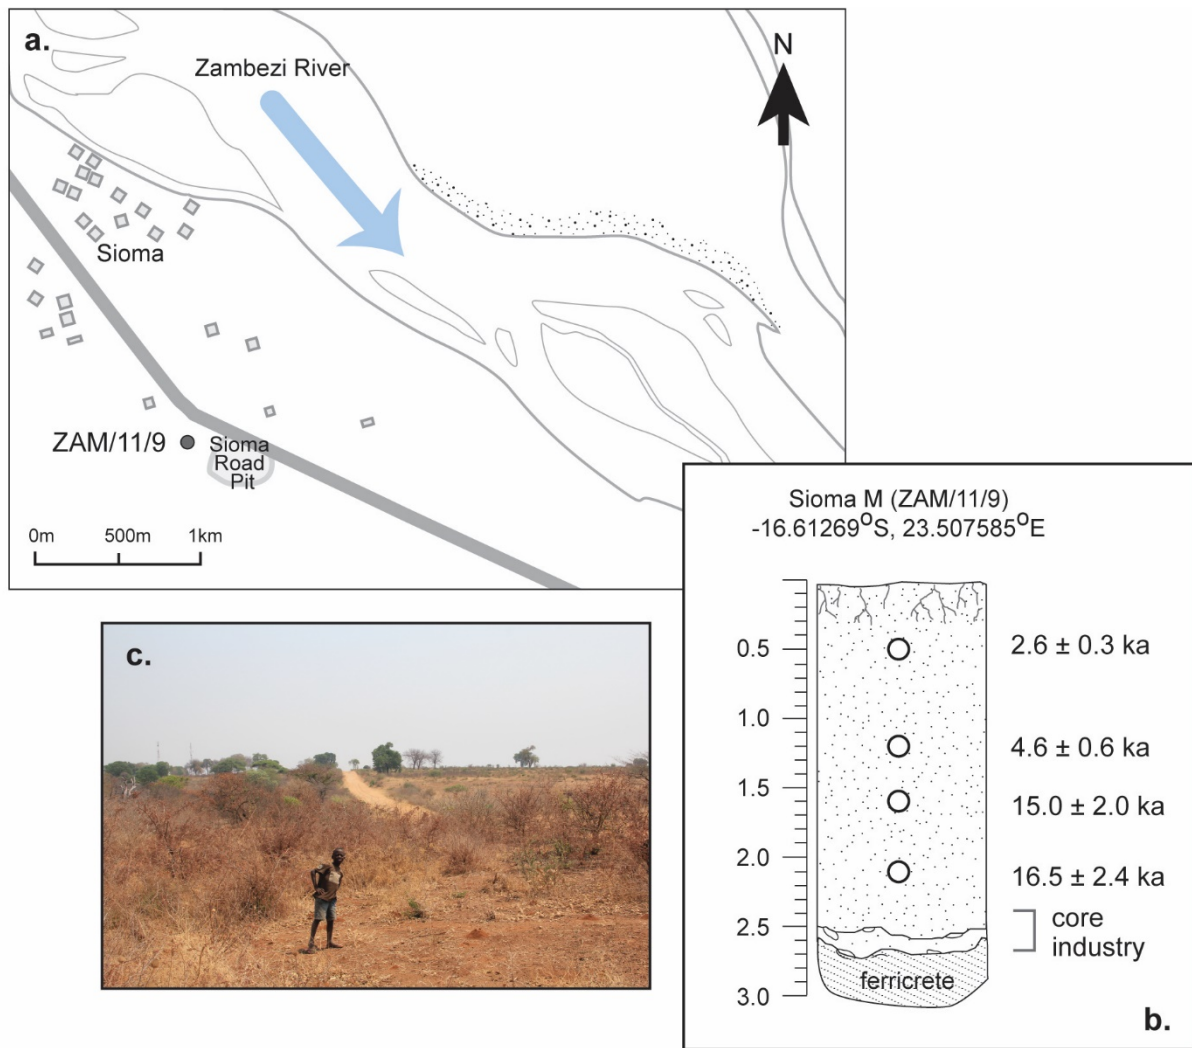 a.
Zambezi River
N
Sioma
ZAM/11/9
Sioma
Road
Pit
0m 500m 1km
Sioma M (ZAM/11/9)
-16.61269⁰S, 23.507585⁰E
0.5
2.6 ± 0.3 ka
1.0
4.6 ± 0.6 ka
1.5
15.0 ± 2.0 ka
2.0
16.5 ± 2.4 ka
2.5
core
industry
ferricrete
3.0
b.
c.